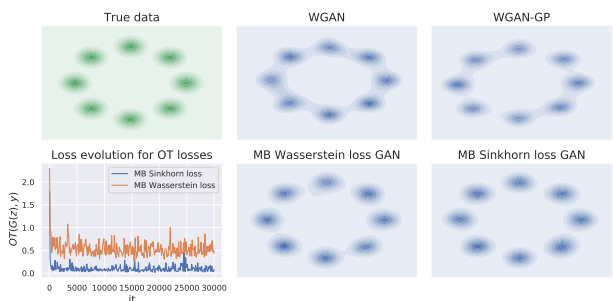 True data
WGAN
WGAN-GP
Loss evolution for OT losses
MB Wasserstein loss GAN
MB Sinkhorn loss GAN
MB Sinkhorn loss
MB Wasserstein loss
OT(G(z), y)
2.0
1.5
1.0
0.5
0.0
0 5000 10000 15000 20000 25000 30000
it